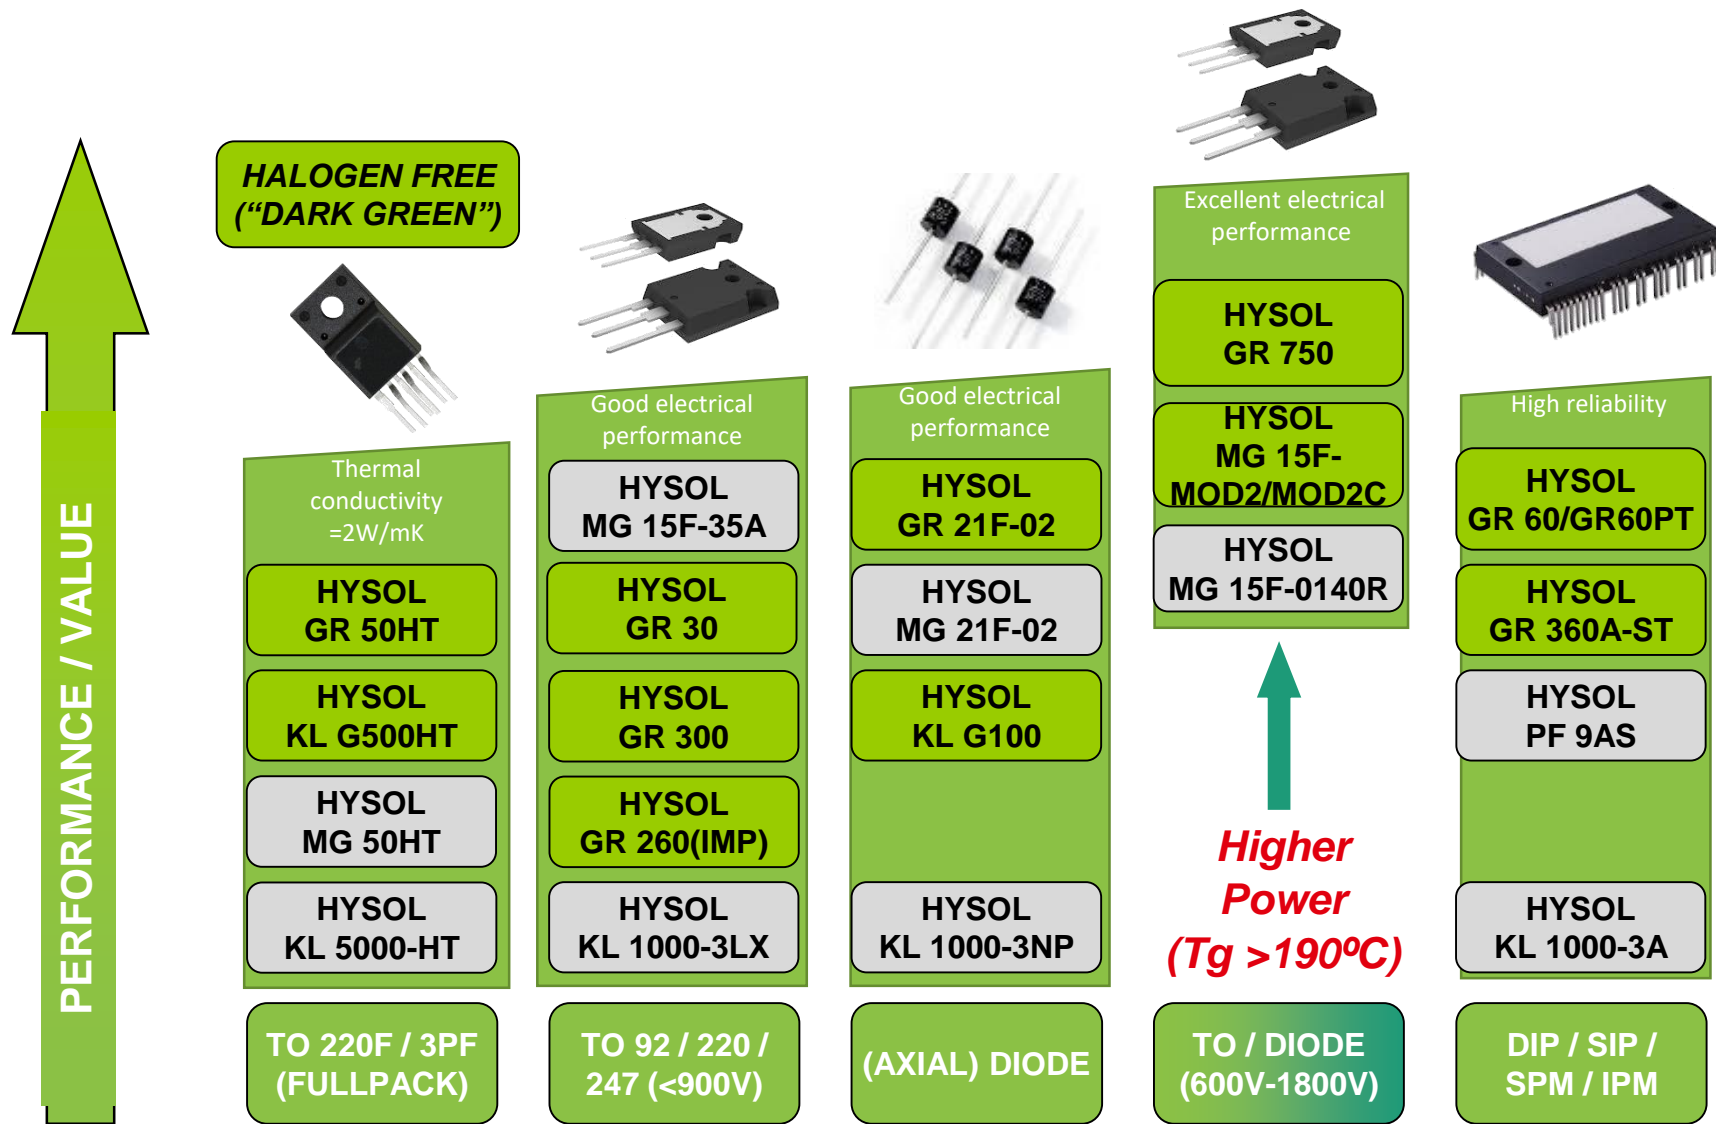 HALOGEN FREE
(“DARK GREEN”)
PERFORMANCE / VALUE
Thermal
conductivity
=2W/mK
HYSOL
GR 50HT
HYSOL
KL G500HT
HYSOL
MG 50HT
HYSOL
KL 5000-HT
TO 220F / 3PF
(FULLPACK)
Good electrical
performance
HYSOL
MG 15F-35A
HYSOL
GR 30
HYSOL
GR 300
HYSOL
GR 260(IMP)
HYSOL
KL 1000-3LX
TO 92 / 220 /
247 (<900V)
Good electrical
performance
HYSOL
GR 21F-02
HYSOL
MG 21F-02
HYSOL
KL G100
HYSOL
KL 1000-3NP
(AXIAL) DIODE
Excellent electrical
performance
HYSOL
GR 750
HYSOL
MG 15F-
MOD2/MOD2C
HYSOL
MG 15F-0140R
Higher
Power
(Tg >190ºC)
TO / DIODE
(600V-1800V)
High reliability
HYSOL
GR 60/GR60PT
HYSOL
GR 360A-ST
HYSOL
PF 9AS
HYSOL
KL 1000-3A
DIP / SIP /
SPM / IPM